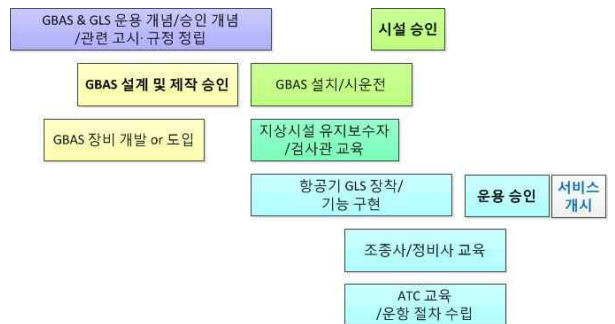 GBAS & GLS 운용 개념/승인 개념
/관련 고시·규정 정립
시설 승인
GBAS 설계 및 제작 승인
GBAS 설치/시운전
GBAS 장비 개발 or 도입
지상시설 유지보수자
/검사관 교육
항공기 GLS 장착/
기능 구현
운용 승인
서비스
개시
조종사/정비사 교육
ATC 교육
/운항 절차 수립